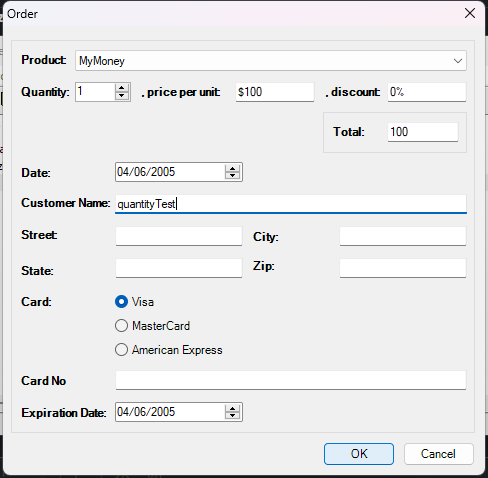 Order
Product: MyMoney
Quantity: 1 , price per unit: $100 , discount: 0%
Total: 100
Date: 04/06/2005
Customer Name: quantityTest
Street: City:
State: Zip:
Card: Visa
MasterCard
American Express
Card No
Expiration Date: 04/06/2005
OK Cancel